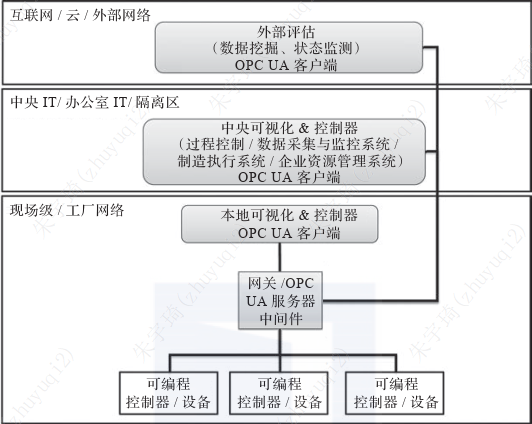 互联网 / 云 / 外部网络
外部评估
（数据挖掘、状态监测）
OPC UA 客户端
中央 IT/ 办公室 IT/ 隔离区
中央可视化 & 控制器
（过程控制 / 数据采集与监控系统 /
制造执行系统 / 企业资源管理系统）
OPC UA 客户端
现场级 / 工厂网络
本地可视化 & 控制器
OPC UA 客户端
网关 /OPC
UA 服务器
中间件
可编程
控制器 / 设备
可编程
控制器 / 设备
可编程
控制器 / 设备
朱宇琦(zhuyuqi2)